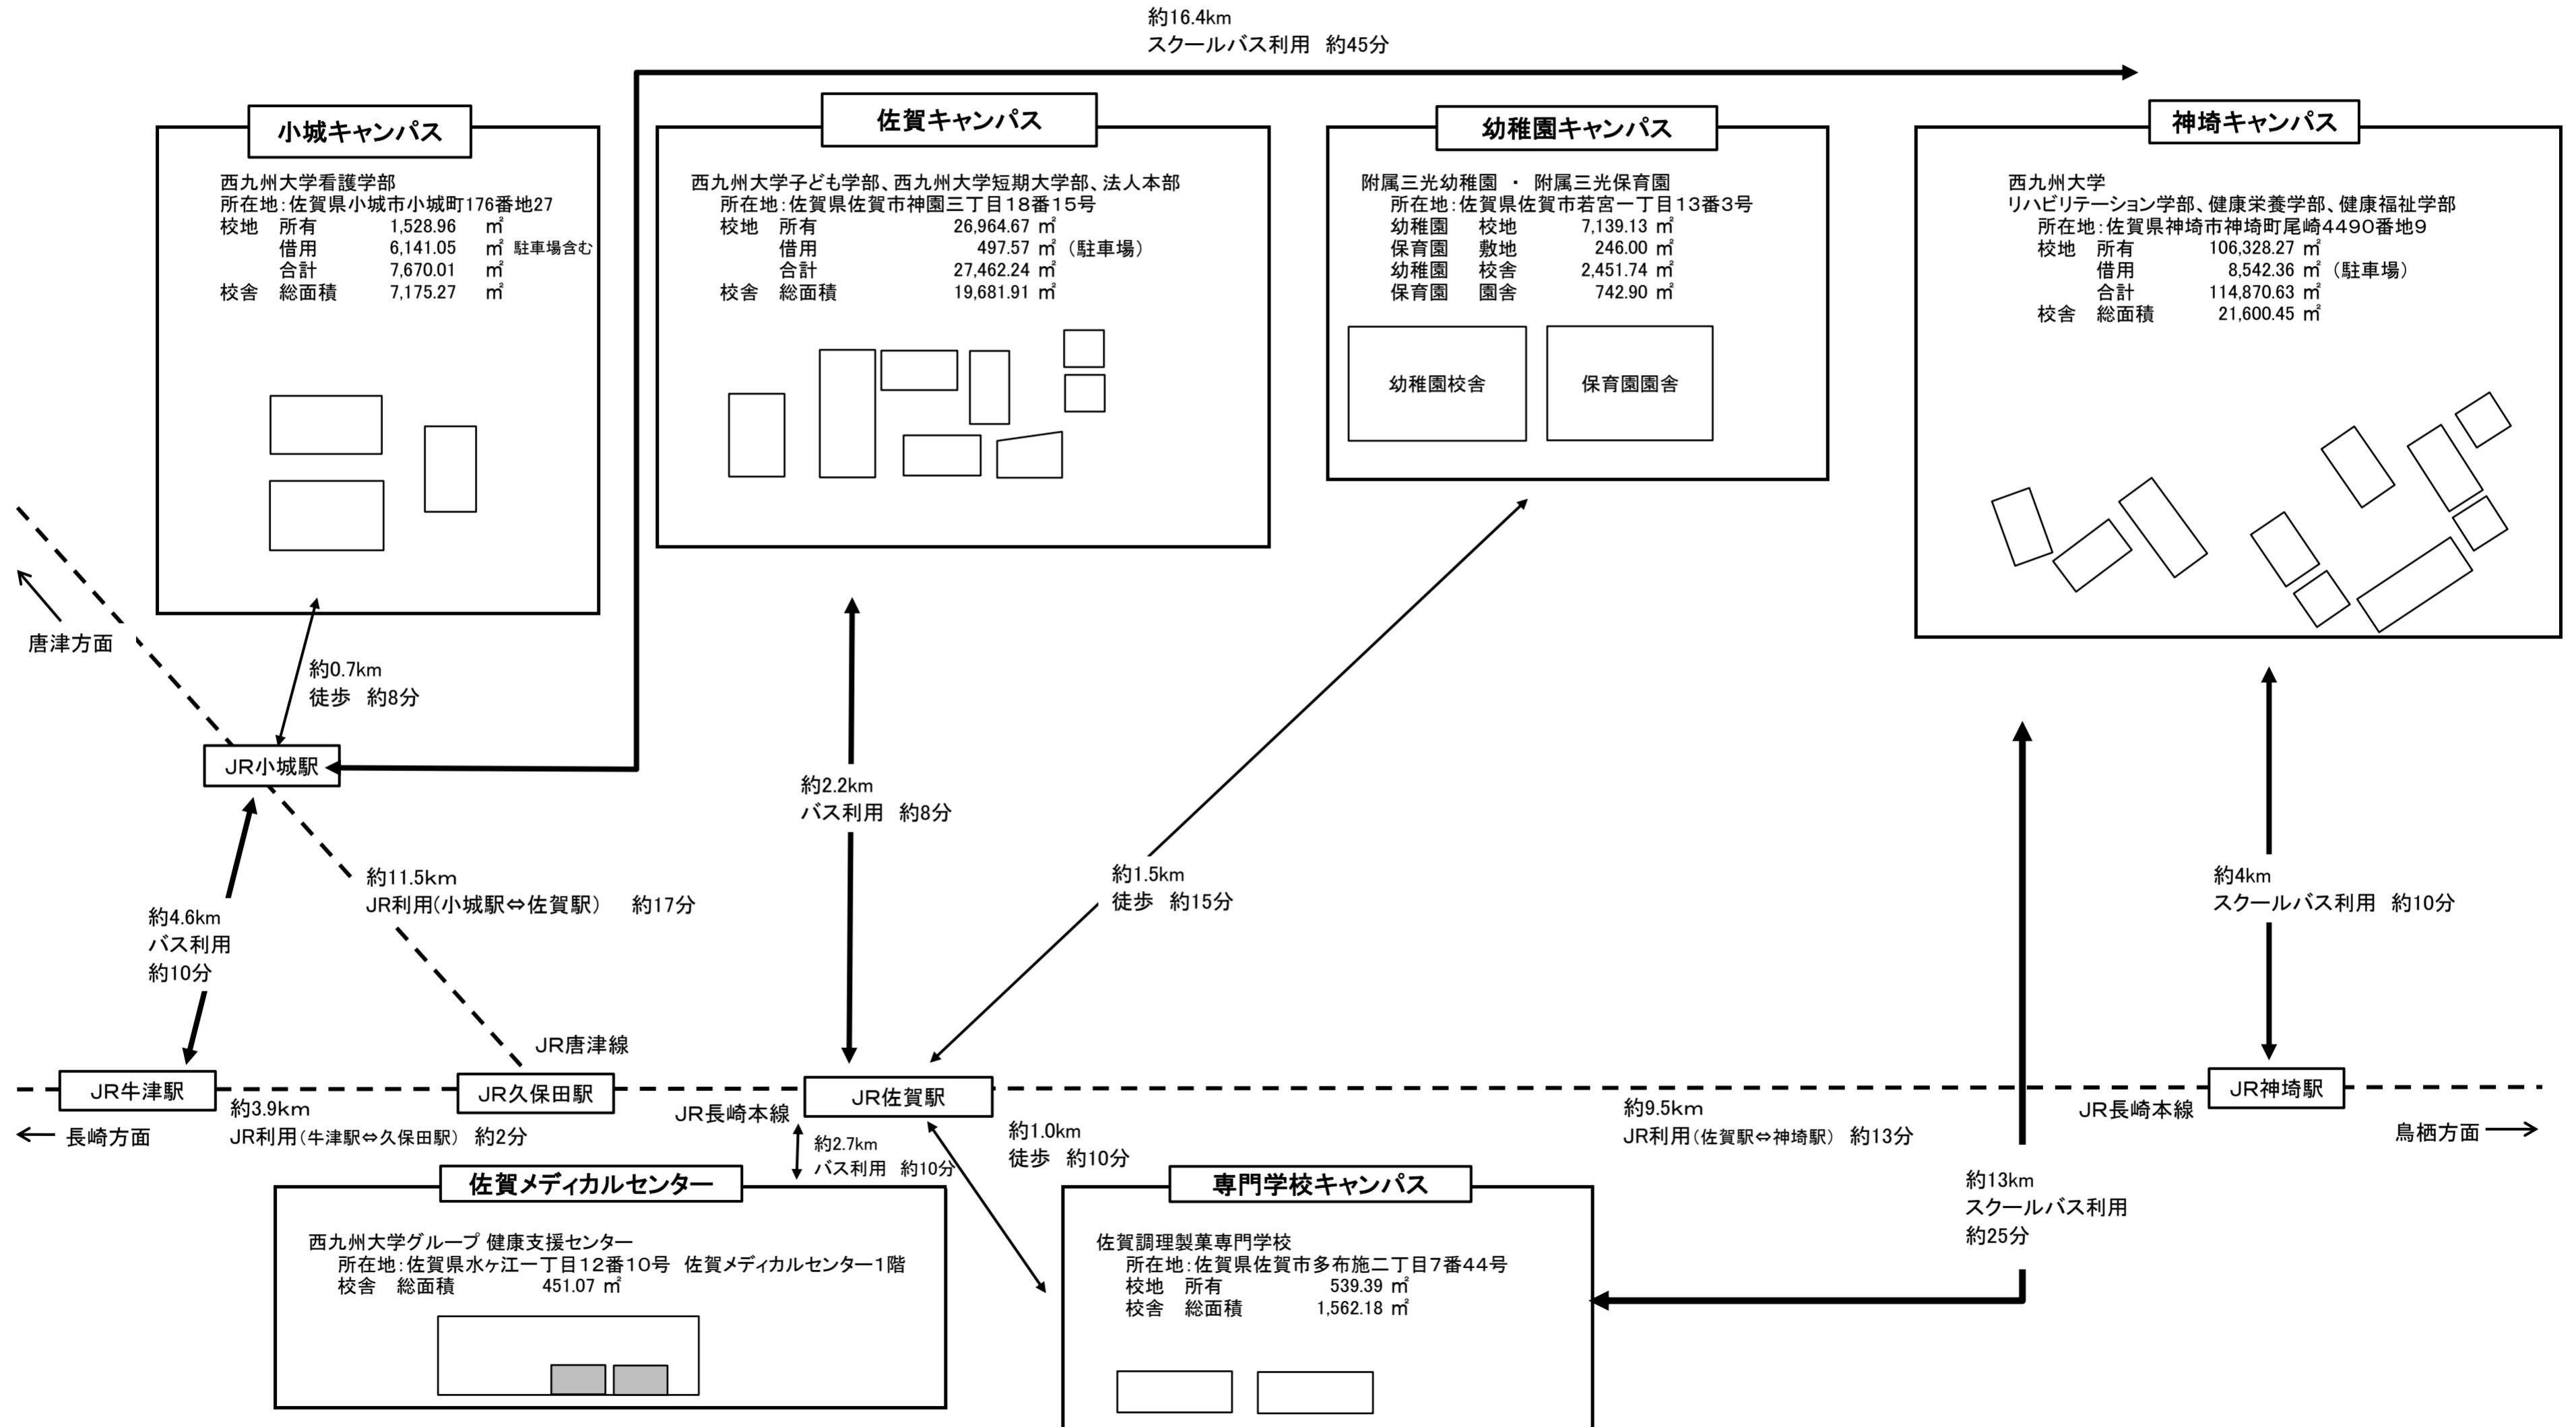 約16.4km
スクールバス利用　約45分
小城キャンパス
西九州大学看護学部
所在地：佐賀県小城市小城町176番地27
校地　所有　1,528.96　㎡
借用　6,141.05　㎡ 駐車場含む
合計　7,670.01　㎡
校舎　総面積　7,175.27　㎡
佐賀キャンパス
西九州大学子ども学部、西九州大学短期大学部、法人本部
所在地：佐賀県佐賀市神園三丁目18番15号
校地　所有　26,964.67 ㎡
借用　497.57 ㎡（駐車場）
合計　27,462.24 ㎡
校舎　総面積　19,681.91 ㎡
幼稚園キャンパス
附属三光幼稚園 ・ 附属三光保育園
所在地：佐賀県佐賀市若宮一丁目13番3号
幼稚園　校地　7,139.13 ㎡
保育園　敷地　246.00 ㎡
幼稚園　校舎　2,451.74 ㎡
保育園　園舎　742.90 ㎡
幼稚園校舎
保育園園舎
神埼キャンパス
西九州大学
リハビリテーション学部、健康栄養学部、健康福祉学部
所在地：佐賀県神埼市神埼町尾崎4490番地9
校地　所有　106,328.27 ㎡
借用　8,542.36 ㎡（駐車場）
合計　114,870.63 ㎡
校舎　総面積　21,600.45 ㎡
唐津方面
約0.7km
徒歩　約8分
JR小城駅
約2.2km
バス利用　約8分
約11.5km
JR利用（小城駅⇔佐賀駅）　約17分
約1.5km
徒歩　約15分
約4km
スクールバス利用　約10分
約4.6km
バス利用
約10分
JR唐津線
JR牛津駅
JR久保田駅
JR佐賀駅
JR神埼駅
約3.9km
JR利用（牛津駅⇔久保田駅）　約2分
長崎方面
JR長崎本線
約9.5km
JR利用（佐賀駅⇔神埼駅）　約13分
JR長崎本線
鳥栖方面
約2.7km
バス利用　約10分
約1.0km
徒歩　約10分
約13km
スクールバス利用
約25分
佐賀メディカルセンター
西九州大学グループ 健康支援センター
所在地：佐賀県水ヶ江一丁目12番10号　佐賀メディカルセンター1階
校舎　総面積　451.07 ㎡
専門学校キャンパス
佐賀調理製菓専門学校
所在地：佐賀県佐賀市多布施二丁目7番44号
校地　所有　539.39 ㎡
校舎　総面積　1,562.18 ㎡